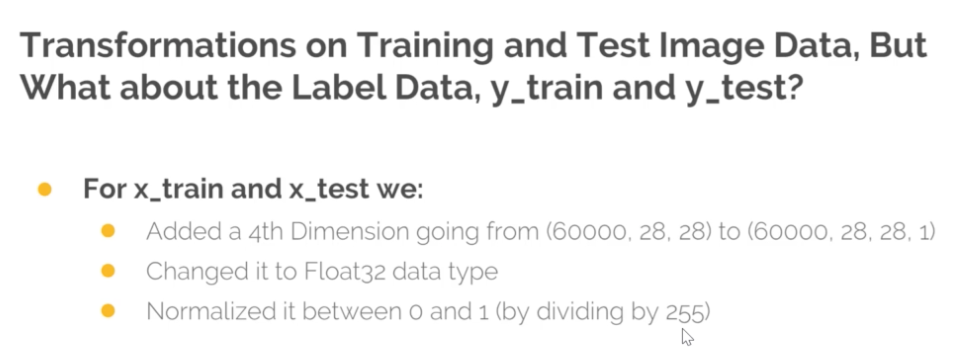 Transformations on Training and Test Image Data, But
What about the Label Data, y_train and y_test?
For x_train and x_test we:
Added a 4th Dimension going from (60000, 28, 28) to (60000, 28, 28, 1)
Changed it to Float32 data type
Normalized it between 0 and 1 (by dividing by 255)